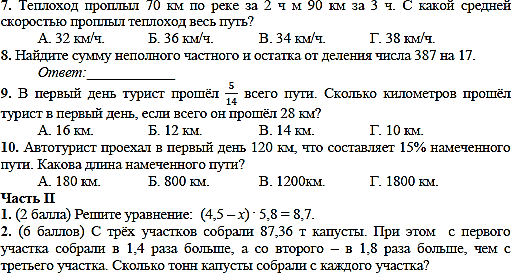 7. Теплоход проплыл 70 км по реке за 2 ч м 90 км за 3 ч. С какой средней
скоростью проплыл теплоход весь путь?
А. 32 км/ч. Б. 36 км/ч. В. 34 км/ч. Г. 38 км/ч.
8. Найдите сумму неполного частного и остатка от деления числа 387 на 17.
Ответ:____________
9. В первый день турист прошёл 5/14 всего пути. Сколько километров прошёл
турист в первый день, если всего он прошёл 28 км?
А. 16 км. Б. 12 км. В. 14 км. Г. 10 км.
10. Автотурист проехал в первый день 120 км, что составляет 15% намеченного
пути. Какова длина намеченного пути?
А. 180 км. Б. 800 км. В. 1200км. Г. 1800 км.
Часть II
1. (2 балла) Решите уравнение: (4,5 – x) · 5,8 = 8,7.
2. (6 баллов) С трёх участков собрали 87,36 т капусты. При этом с первого
участка собрали в 1,4 раза больше, а со второго – в 1,8 раза больше, чем с
третьего участка. Сколько тонн капусты собрали с каждого участка?